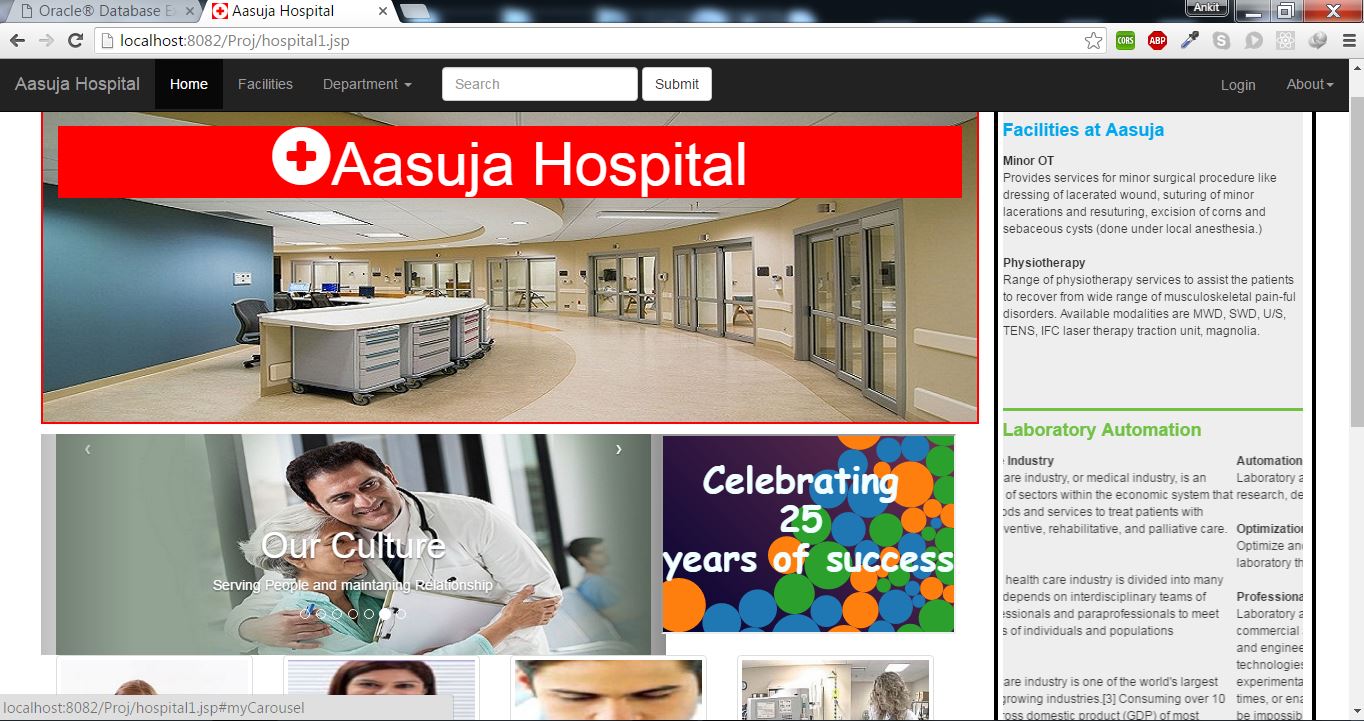 Oracle® Database Ex
Aasuja Hospital
Ankit
localhost:8082/Proj/hospital1.jsp
CORS
ABP
Aasuja Hospital
Home
Facilities
Department
Search
Submit
Login
About
Aasuja Hospital
Facilities at Aasuja
Minor OT
Provides services for minor surgical procedure like
dressing of lacerated wound, suturing of minor
lacerations and resuturing, excision of corns and
sebaceous cysts (done under local anesthesia.)
Physiotherapy
Range of physiotherapy services to assist the patients
to recover from wide range of musculoskeletal pain-ful
disorders. Available modalities are MWD, SWD, U/S,
TENS, IFC laser therapy traction unit, magnolia.
‹
›
Our Culture
Serving People and maintaning Relationship
Celebrating
25
years of success
Laboratory Automation
Industry
are industry, or medical industry, is an
of sectors within the economic system that
ods and services to treat patients with
ventive, rehabilitative, and palliative care.
health care industry is divided into many
depends on interdisciplinary teams of
essionals and paraprofessionals to meet
s of individuals and populations
are industry is one of the world's largest
growing industries.[3] Consuming over 10
ross domestic product (GDP) of most
Automation
Laboratory a
research, de
Optimization
Optimize and
laboratory th
Professiona
Laboratory a
commercial
and enginee
technologies
experimenta
times, or ena
be impossib
localhost:8082/Proj/hospital1.jsp#myCarousel